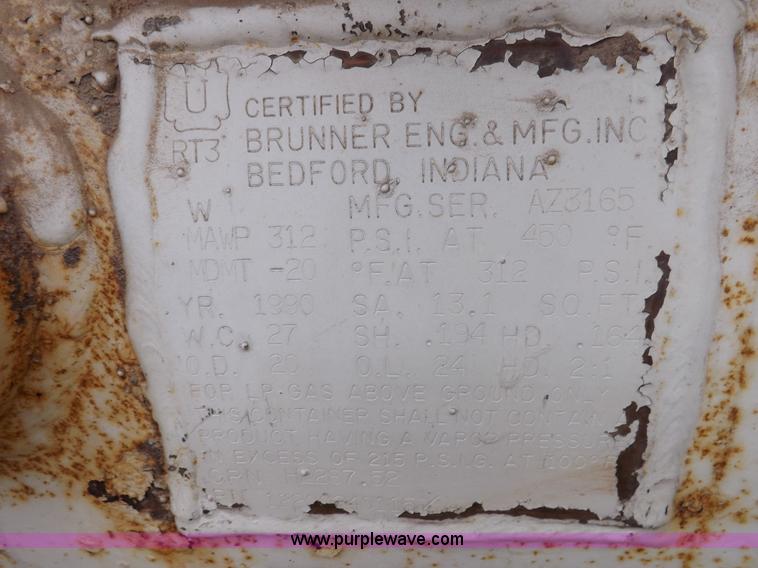 U
RT3
CERTIFIED BY
BRUNNER ENG. & MFG. INC
BEDFORD, INDIANA
W MFG. SER. AZ3165
MAWP 312 P.S.I. AT 450 °F.
MDMT -20 °F. AT 312 P.S.I.
YR. 1990 SA. 13.1 SQ.FT.
W.C. 27 SH. .194 HD. .164
O.D. 20 O.L. 24 HD. 2:1
FOR LP-GAS ABOVE GROUND ONLY
THIS CONTAINER SHALL NOT CONTAIN
PRODUCT HAVING A VAPOR PRESSURE
IN EXCESS OF 215 P.S.I.G. AT 100°F
CRN
www.purplewave.com